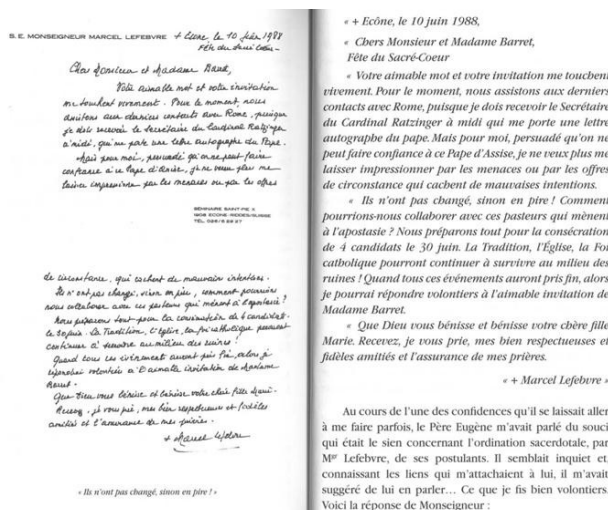 S. E. MONSEIGNEUR MARCEL LEFEBVRE + Ecône, le 10 juin 1988
Fête du Sacré Cœur
Chers Monsieur et Madame Barret,
Votre aimable mot et votre invitation
me touchent vivement. Pour le moment, nous
assistons aux derniers contacts avec Rome, puisque
je dois recevoir le Secrétaire du Cardinal Ratzinger
à midi, qui me porte une lettre autographe du Pape.
Mais pour moi, persuadé qu'on ne peut faire
confiance à ce Pape d'Assise, je ne veux plus me
laisser impressionner par les menaces ou par les offres
SÉMINAIRE SAINT-PIE X
1908 ECONE-RIDDES/SUISSE
de circonstance, qui cachent de mauvaises intentions.
Ils n'ont pas changé, sinon en pire, comment pourrions
nous collaborer avec ces pasteurs qui mènent à l'apostasie ?
Nous préparons tout pour la consécration de 4 candidats
le 30 juin. La Tradition, l'Eglise, la foi catholique pourront
continuer à survivre au milieu des ruines !
Quand tous ces événements auront pris fin, alors je
répondrai volontiers à l'aimable invitation de Madame
Barret.
Que Dieu vous bénisse et bénisse votre chère fille Marie.
Recevez, je vous prie, mes bien respectueuses et fidèles
amitiés et l'assurance de mes prières.
+ Marcel Lefebvre
« Ils n'ont pas changé, sinon en pire ! »
« + Ecône, le 10 juin 1988,
« Chers Monsieur et Madame Barret,
Fête du Sacré-Coeur
« Votre aimable mot et votre invitation me touchent
vivement. Pour le moment, nous assistons aux derniers
contacts avec Rome, puisque je dois recevoir le Secrétaire
du Cardinal Ratzinger à midi qui me porte une lettre
autographe du pape. Mais pour moi, persuadé qu'on ne
peut faire confiance à ce Pape d'Assise, je ne veux plus me
laisser impressionner par les menaces ou par les offres
de circonstance qui cachent de mauvaises intentions.
« Ils n'ont pas changé, sinon en pire ! Comment
pourrions-nous collaborer avec ces pasteurs qui mènent
à l'apostasie ? Nous préparons tout pour la consécration
de 4 candidats le 30 juin. La Tradition, l'Église, la Foi
catholique pourront continuer à survivre au milieu des
ruines ! Quand tous ces événements auront pris fin, alors
je pourrai répondre volontiers à l'aimable invitation de
Madame Barret.
« Que Dieu vous bénisse et bénisse votre chère fille
Marie. Recevez, je vous prie, mes bien respectueuses et
fidèles amitiés et l'assurance de mes prières.
« + Marcel Lefebvre »
Au cours de l'une des confidences qu'il se laissait aller
à me faire parfois, le Père Eugène m'avait parlé du souci
qui était le sien concernant l'ordination sacerdotale, par
Mgr Lefebvre, de ses postulants. Il semblait inquiet et,
connaissant les liens qui m'attachaient à lui, il m'avait
suggéré de lui en parler... Ce que je fis bien volontiers.
Voici la réponse de Monseigneur :